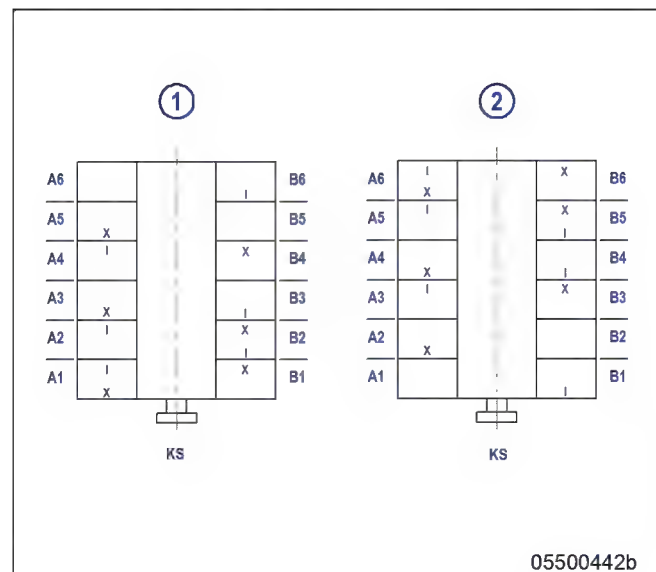 1 2
I X
A6 B6 A6 B6
I X
I X
A5 B5 A5 B5
X I
I X
A4 B4 A4 B4
X I
I X
A3 B3 A3 B3
X I
I X
A2 B2 A2 B2
I X
I X
A1 B1 A1 B1
X I
KS KS
05500442b